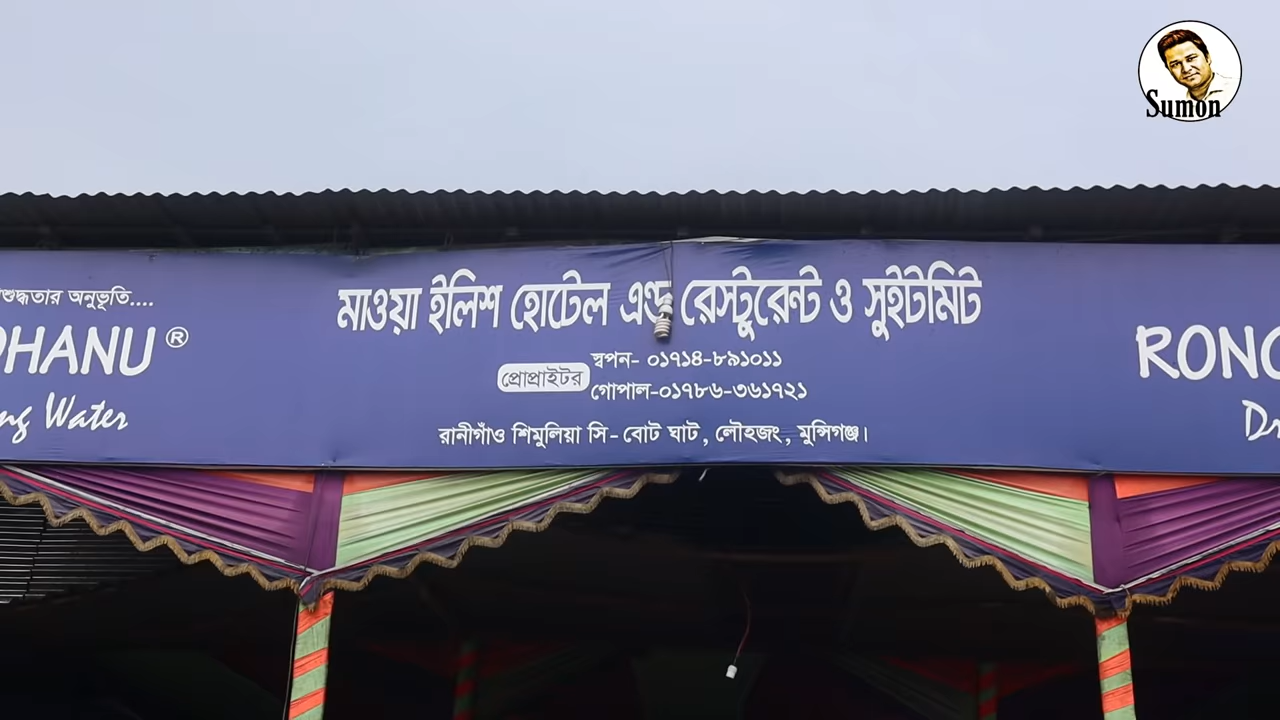 Sumon
শুদ্ধতার অনুভূতি....
DHANU®
ng Water
মাওয়া ইলিশ হোটেল এন্ড রেস্টুরেন্ট ও সুইটমিট
প্রোপ্রাইটর
স্বপন- ০১৭১৪-৮৯১০১১
গোপাল-০১৭৮৬-৩৬১৭২১
রানীগাঁও শিমুলিয়া সি-বোট ঘাট, লৌহজং, মুন্সিগঞ্জ।
RONG
Dr